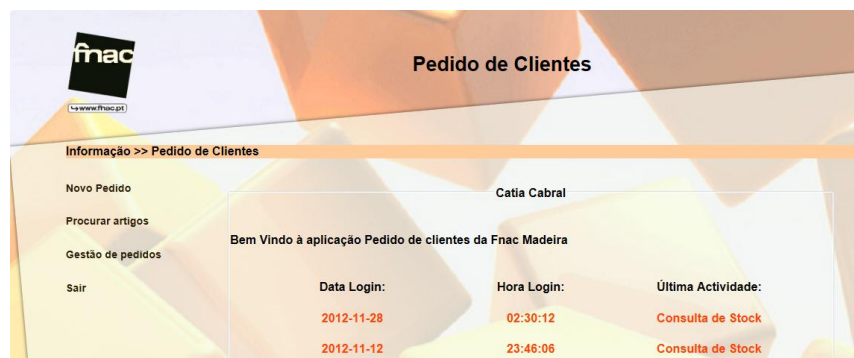 fnac
www.fnac.pt
Pedido de Clientes
Informação >> Pedido de Clientes
Novo Pedido
Procurar artigos
Gestão de pedidos
Sair
Catia Cabral
Bem Vindo à aplicação Pedido de clientes da Fnac Madeira
Data Login: Hora Login: Última Actividade:
2012-11-28 02:30:12 Consulta de Stock
2012-11-12 23:46:06 Consulta de Stock